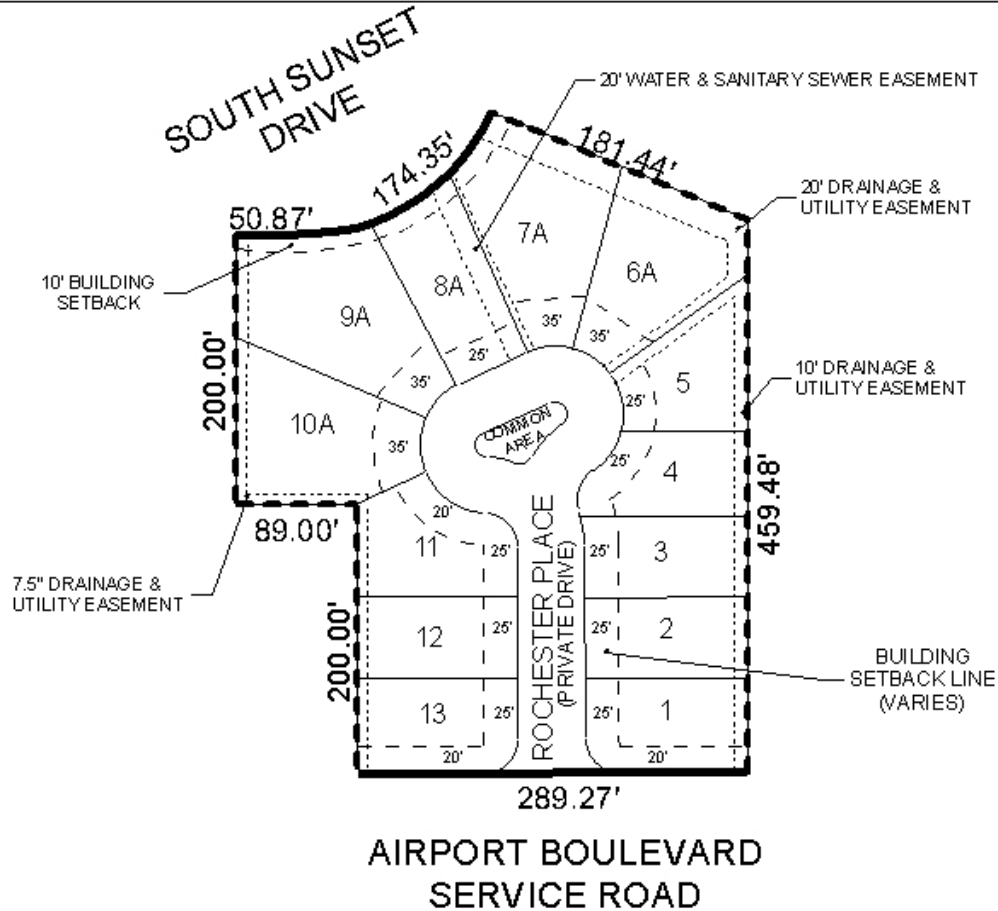 SOUTH SUNSET
DRIVE
20' WATER & SANITARY SEWER EASEMENT
174.35'
181.44'
20' DRAINAGE &
UTILITY EASEMENT
50.87'
7A
10' BUILDING
SETBACK
8A
6A
9A
35'
35'
25'
35'
200.00'
10' DRAINAGE &
UTILITY EASEMENT
5
25'
10A
COMMON
AREA
35'
25'
4
459.48'
89.00'
20'
11
25'
ROCHESTER PLACE
(PRIVATE DRIVE)
25'
3
7.5" DRAINAGE &
UTILITY EASEMENT
200.00'
12
25'
25'
2
BUILDING
SETBACK LINE
(VARIES)
13
25'
25'
1
20'
20'
289.27'
AIRPORT BOULEVARD
SERVICE ROAD